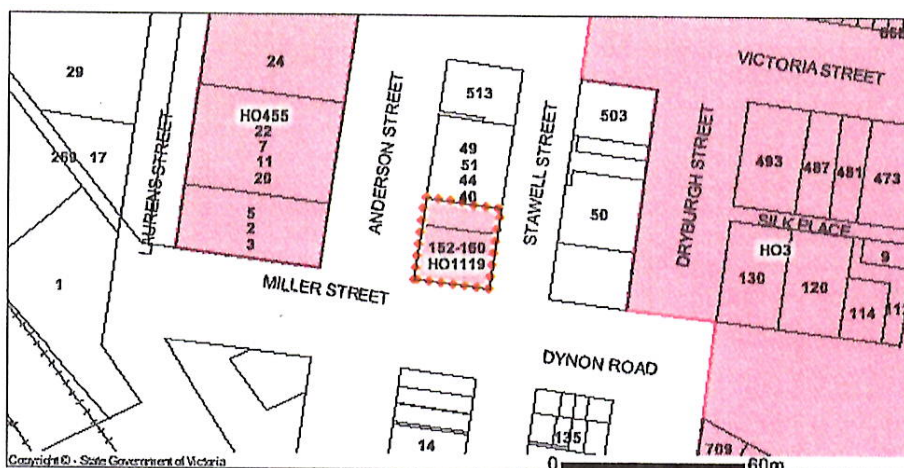 29
260
17
1
LAURENS STREET
24
HO455
22
7
11
20
5
2
3
ANDERSON STREET
MILLER STREET
513
49
51
44
40
152-160
HO1119
STAWELL STREET
503
50
DRYBURGH STREET
VICTORIA STREET
493
487
481
473
SILK PLACE
HO3
9
130
120
114
DYNON ROAD
14
135
709
Copyright © - State Government of Victoria
0
60m